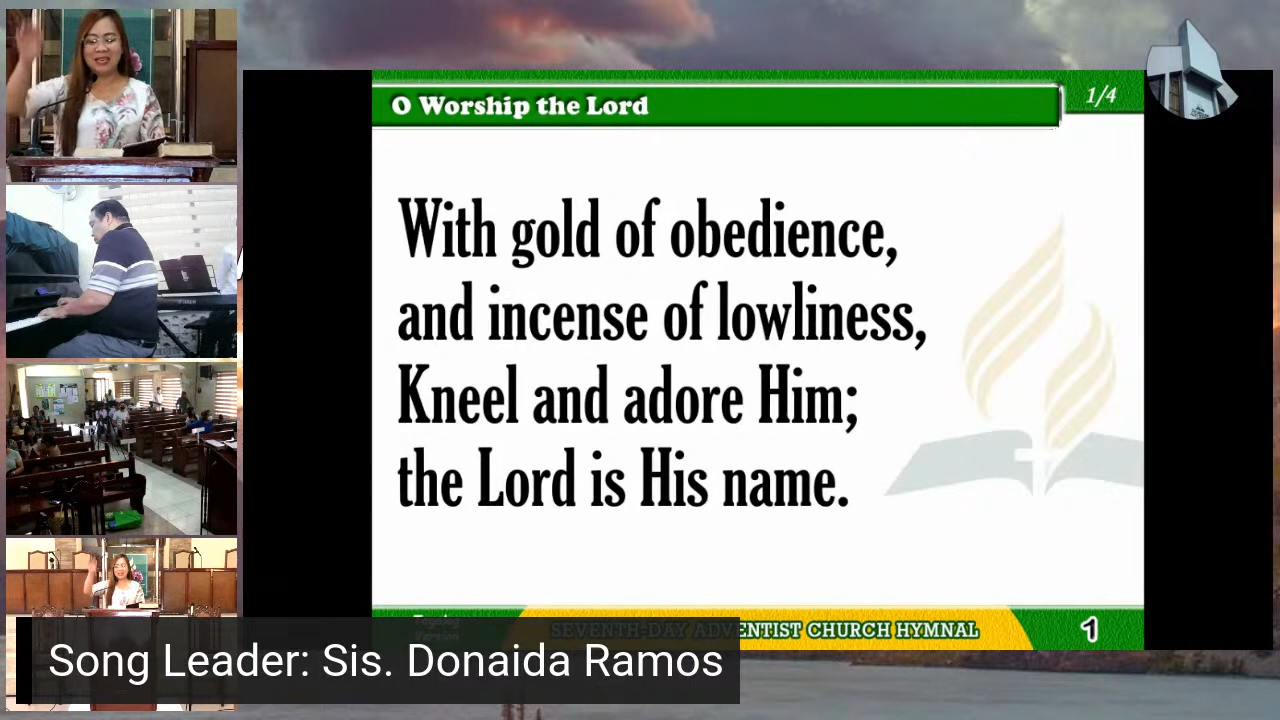 O Worship the Lord
1/4
With gold of obedience,
and incense of lowliness,
Kneel and adore Him;
the Lord is His name.
SEVENTH-DAY ADVENTIST CHURCH HYMNAL
1
Song Leader: Sis. Donaida Ramos